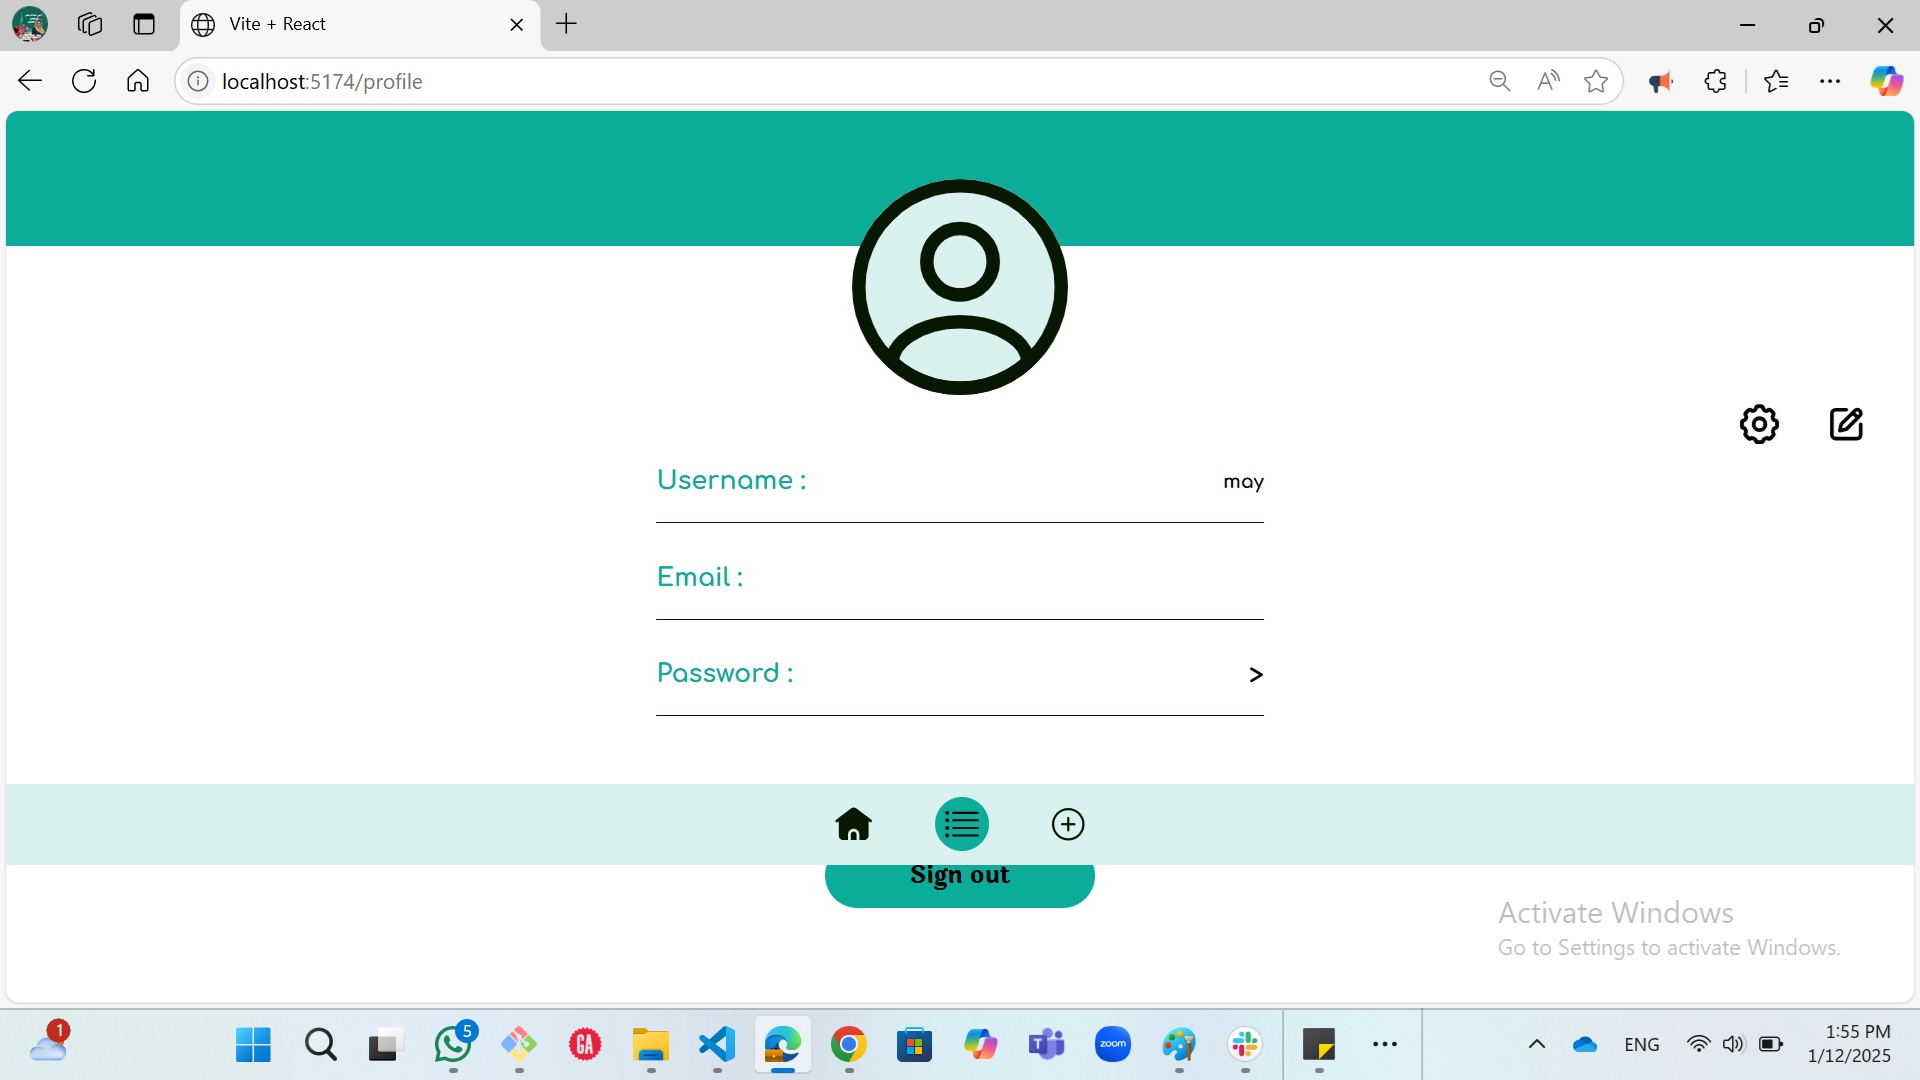 Vite + React
localhost:5174/profile
Username :
may
Email :
Password :
>
Sign out
Activate Windows
Go to Settings to activate Windows.
1
5
GA
zoom
ENG
1:55 PM
1/12/2025